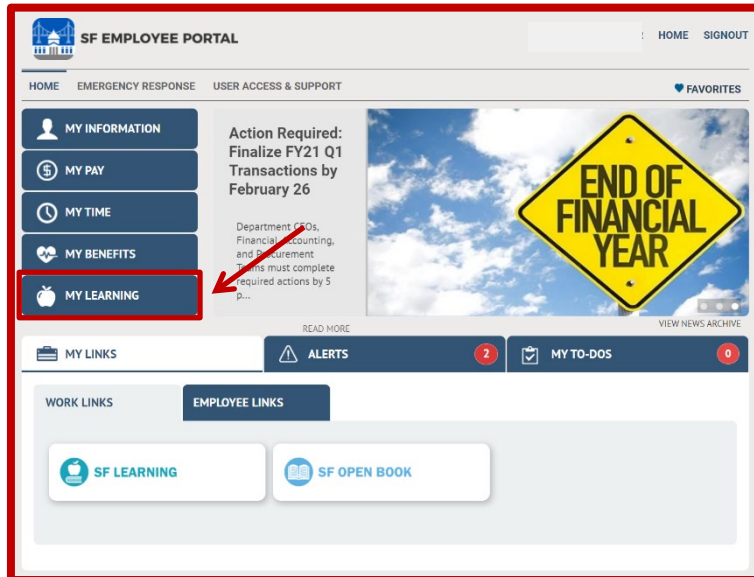 SF EMPLOYEE PORTAL
HOME SIGNOUT
HOME EMERGENCY RESPONSE USER ACCESS & SUPPORT
FAVORITES
MY INFORMATION
MY PAY
MY TIME
MY BENEFITS
MY LEARNING
Action Required:
Finalize FY21 Q1
Transactions by
February 26
Department CFOs,
Financial, Accounting,
and Procurement
Teams must complete
required actions by 5
p...
END OF
FINANCIAL
YEAR
READ MORE
VIEW NEWS ARCHIVE
MY LINKS
ALERTS 2
MY TO-DOS 0
WORK LINKS
EMPLOYEE LINKS
SF LEARNING
SF OPEN BOOK